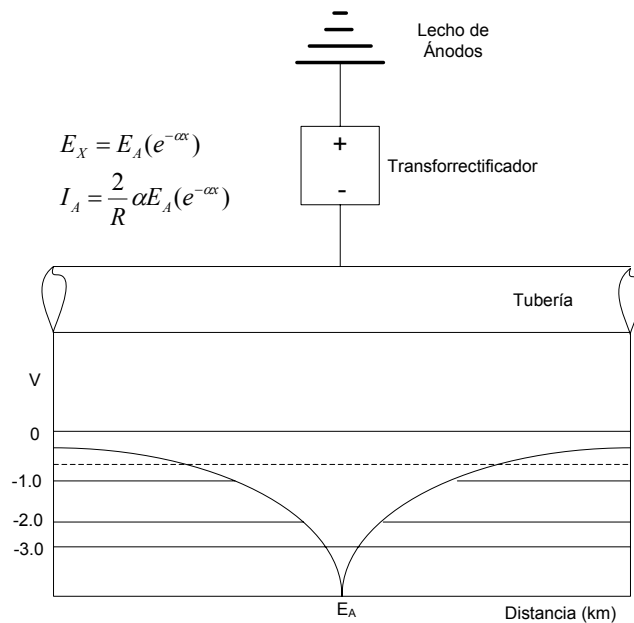 Lecho de
Ánodos
E_X = E_A(e^{-αx})
+
Transforrectificador
I_A = \frac{2}{R} αE_A(e^{-αx})
-
Tubería
V
0
-1.0
-2.0
-3.0
E_A
Distancia (km)